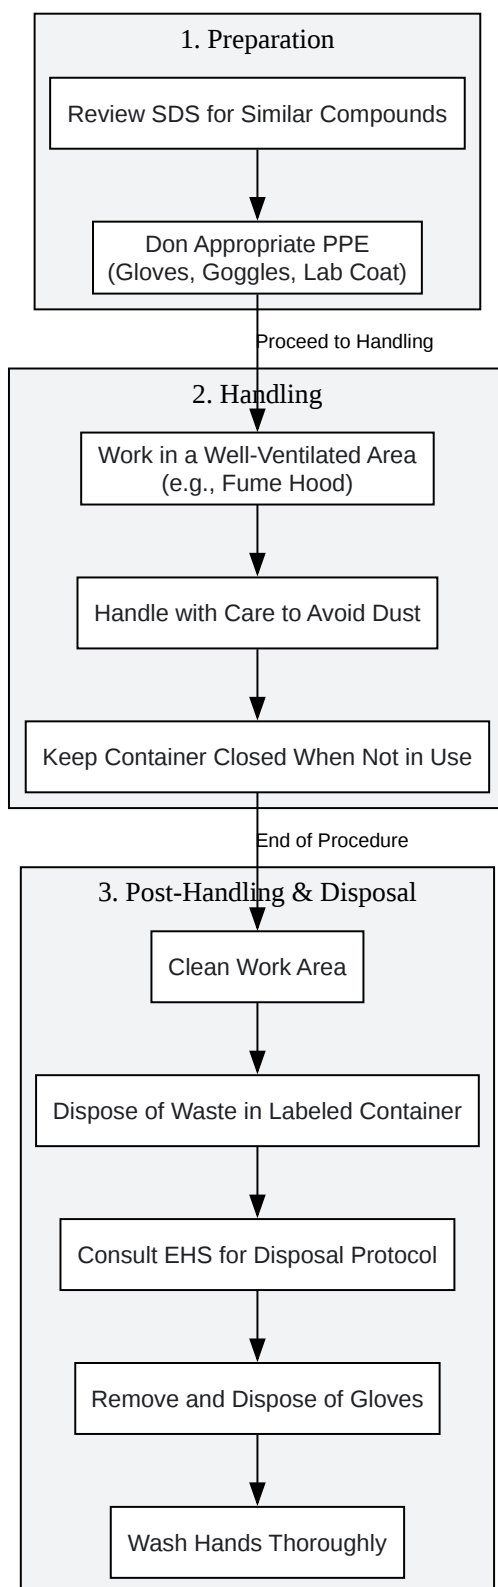 1. Preparation
Review SDS for Similar Compounds
Don Appropriate PPE
(Gloves, Goggles, Lab Coat)
Proceed to Handling
2. Handling
Work in a Well-Ventilated Area
(e.g., Fume Hood)
Handle with Care to Avoid Dust
Keep Container Closed When Not in Use
End of Procedure
3. Post-Handling & Disposal
Clean Work Area
Dispose of Waste in Labeled Container
Consult EHS for Disposal Protocol
Remove and Dispose of Gloves
Wash Hands Thoroughly